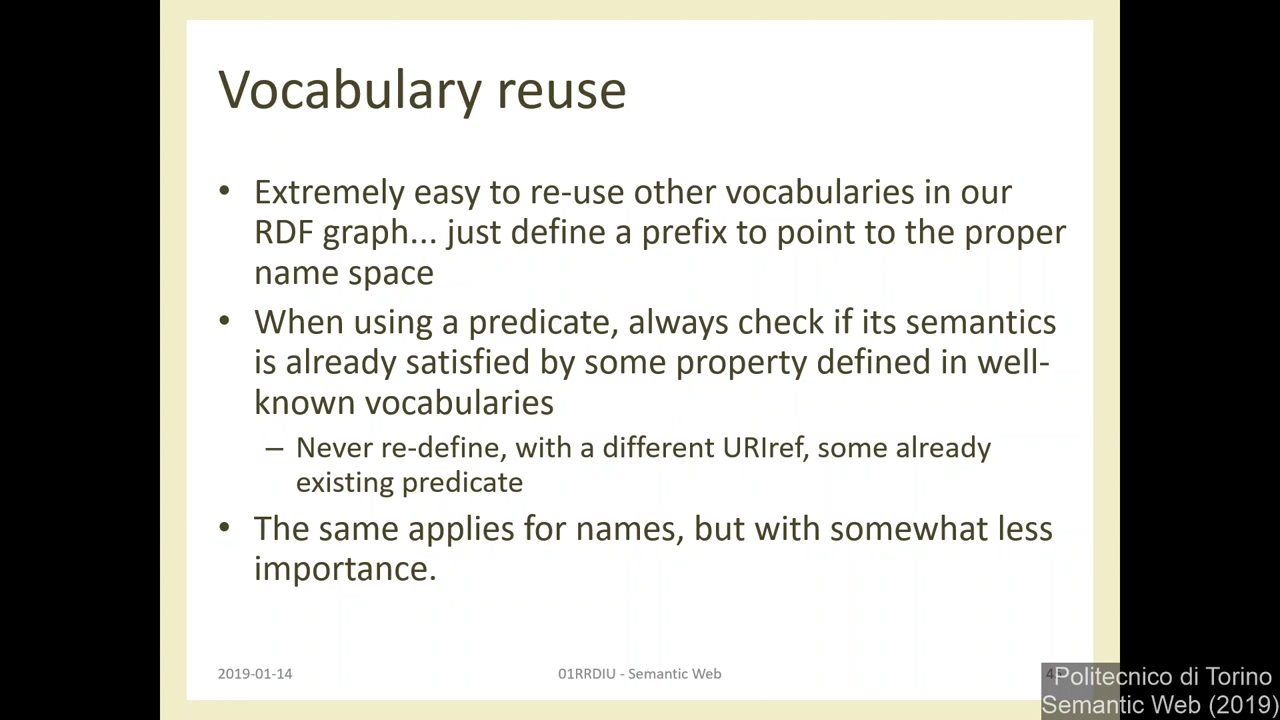 Vocabulary reuse
• Extremely easy to re-use other vocabularies in our
RDF graph... just define a prefix to point to the proper
name space
• When using a predicate, always check if its semantics
is already satisfied by some property defined in well-
known vocabularies
– Never re-define, with a different URIref, some already
existing predicate
• The same applies for names, but with somewhat less
importance.
2019-01-14
01RRDIU - Semantic Web
Politecnico di Torino
Semantic Web (2019)